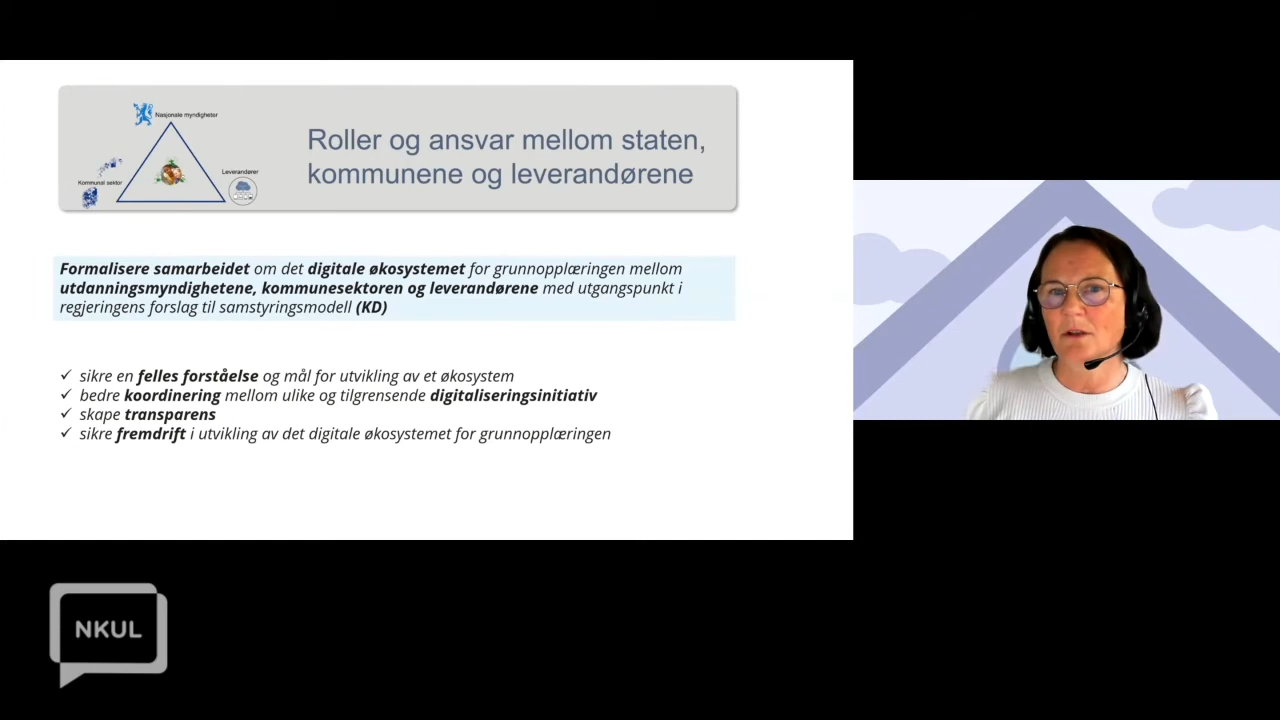 Nasjonale myndigheter
Kommunal sektor
Leverandører
Roller og ansvar mellom staten,
kommunene og leverandørene
Formalisere samarbeidet om det digitale økosystemet for grunnopplæringen mellom
utdanningsmyndighetene, kommunesektoren og leverandørene med utgangspunkt i
regjeringens forslag til samstyringsmodell (KD)
✓ sikre en felles forståelse og mål for utvikling av et økosystem
✓ bedre koordinering mellom ulike og tilgrensende digitaliseringsinitiativ
✓ skape transparens
✓ sikre fremdrift i utvikling av det digitale økosystemet for grunnopplæringen
NKUL